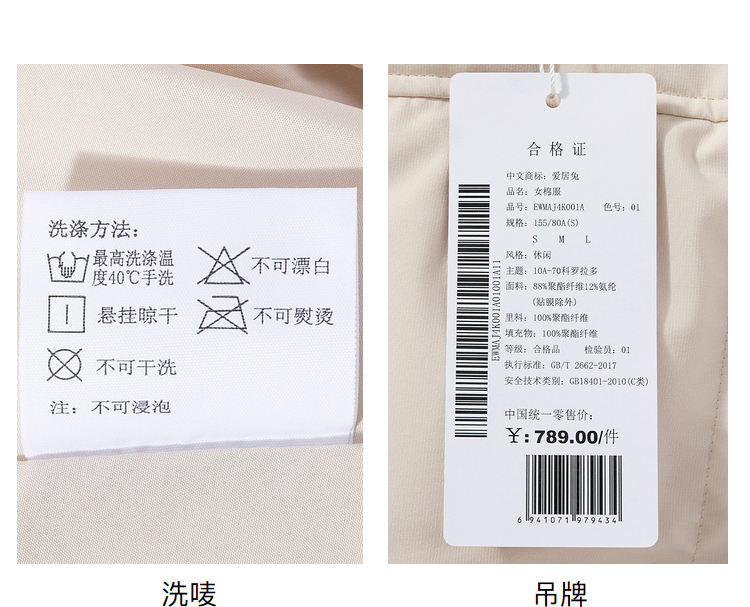 洗涤方法:
最高洗涤温
度40℃手洗
不可漂白
悬挂晾干
不可熨烫
不可干洗
注: 不可浸泡
洗唛
合格证
中文商标: 爱居兔
品名: 女棉服
品号: EWMAJ4K001A 色号: 01
规格: 155/80A(S)
S M L
风格: 休闲
主题: 10A-70科罗拉多
面料: 88%聚酯纤维12%氨纶
(贴膜除外)
里料: 100%聚酯纤维
填充物: 100%聚酯纤维
等级: 合格品 检验员: 01
执行标准: GB/T 2662-2017
安全技术类别: GB18401-2010(C类)
EWMAJ4K001A01001A11
中国统一零售价:
¥: 789.00/件
6 941071 979434
吊牌